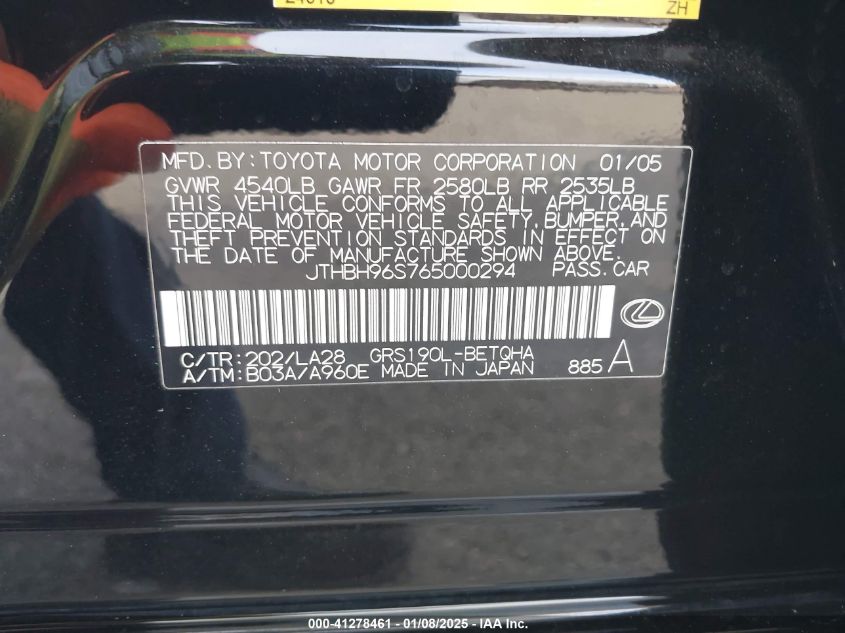 ZH
MFD.BY:TOYOTA MOTOR CORPORATION 01/05
GVWR 4540LB GAWR FR 2580LB RR 2535LB
THIS VEHICLE CONFORMS TO ALL APPLICABLE
FEDERAL MOTOR VEHICLE SAFETY, BUMPER, AND
THEFT PREVENTION STANDARDS IN EFFECT ON
THE DATE OF MANUFACTURE SHOWN ABOVE.
JTHBH96S765000294 PASS.CAR
C/TR:202/LA28 GRS190L-BETQHA
A/TM:B03A/A960E MADE IN JAPAN 885 A
000-41278461 - 01/08/2025 - IAA Inc.